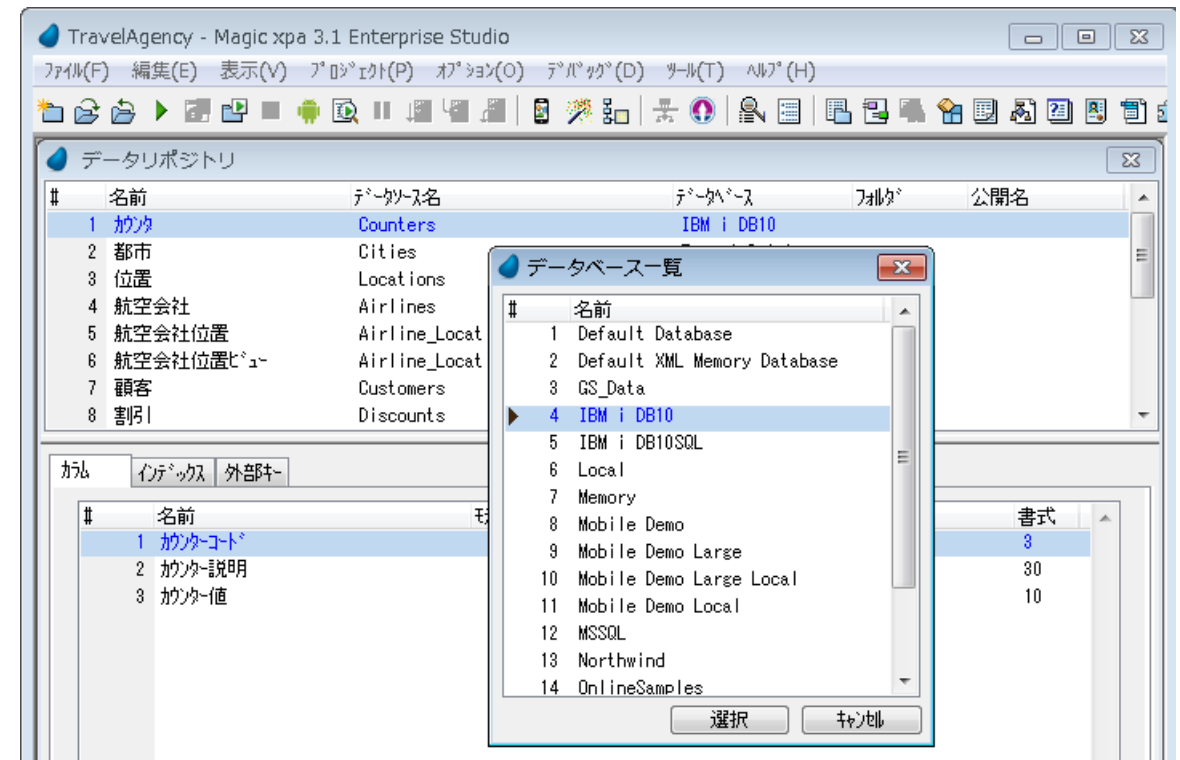 TravelAgency - Magic xpa 3.1 Enterprise Studio
ﾌｧｲﾙ(F) 編集(E) 表示(V) ﾌﾟﾛｼﾞｪｸﾄ(P) ｵﾌﾟｼｮﾝ(O) ﾃﾞﾊﾞｯｸﾞ(D) ﾂｰﾙ(T) ﾍﾙﾌﾟ(H)
データリポジトリ
# 名前 ﾃﾞｰﾀｿｰｽ名 ﾃﾞｰﾀﾍﾞｰｽ ﾌｫﾙﾀﾞ 公開名
1 ｶｳﾝﾀ Counters IBM i DB10
2 都市 Cities
3 位置 Locations
4 航空会社 Airlines
5 航空会社位置 Airline_Locat
6 航空会社位置ﾋﾞｭｰ Airline_Locat
7 顧客 Customers
8 割引 Discounts
データベース一覧
# 名前
1 Default Database
2 Default XML Memory Database
3 GS_Data
4 IBM i DB10
5 IBM i DB10SQL
6 Local
7 Memory
8 Mobile Demo
9 Mobile Demo Large
10 Mobile Demo Large Local
11 Mobile Demo Local
12 MSSQL
13 Northwind
14 OnlineSamples
選択 ｷｬﾝｾﾙ
ｶﾗﾑ ｲﾝﾃﾞｯｸｽ 外部ｷｰ
# 名前 書式
1 ｶｳﾝﾀｰｺｰﾄﾞ 3
2 ｶｳﾝﾀｰ説明 30
3 ｶｳﾝﾀｰ値 10